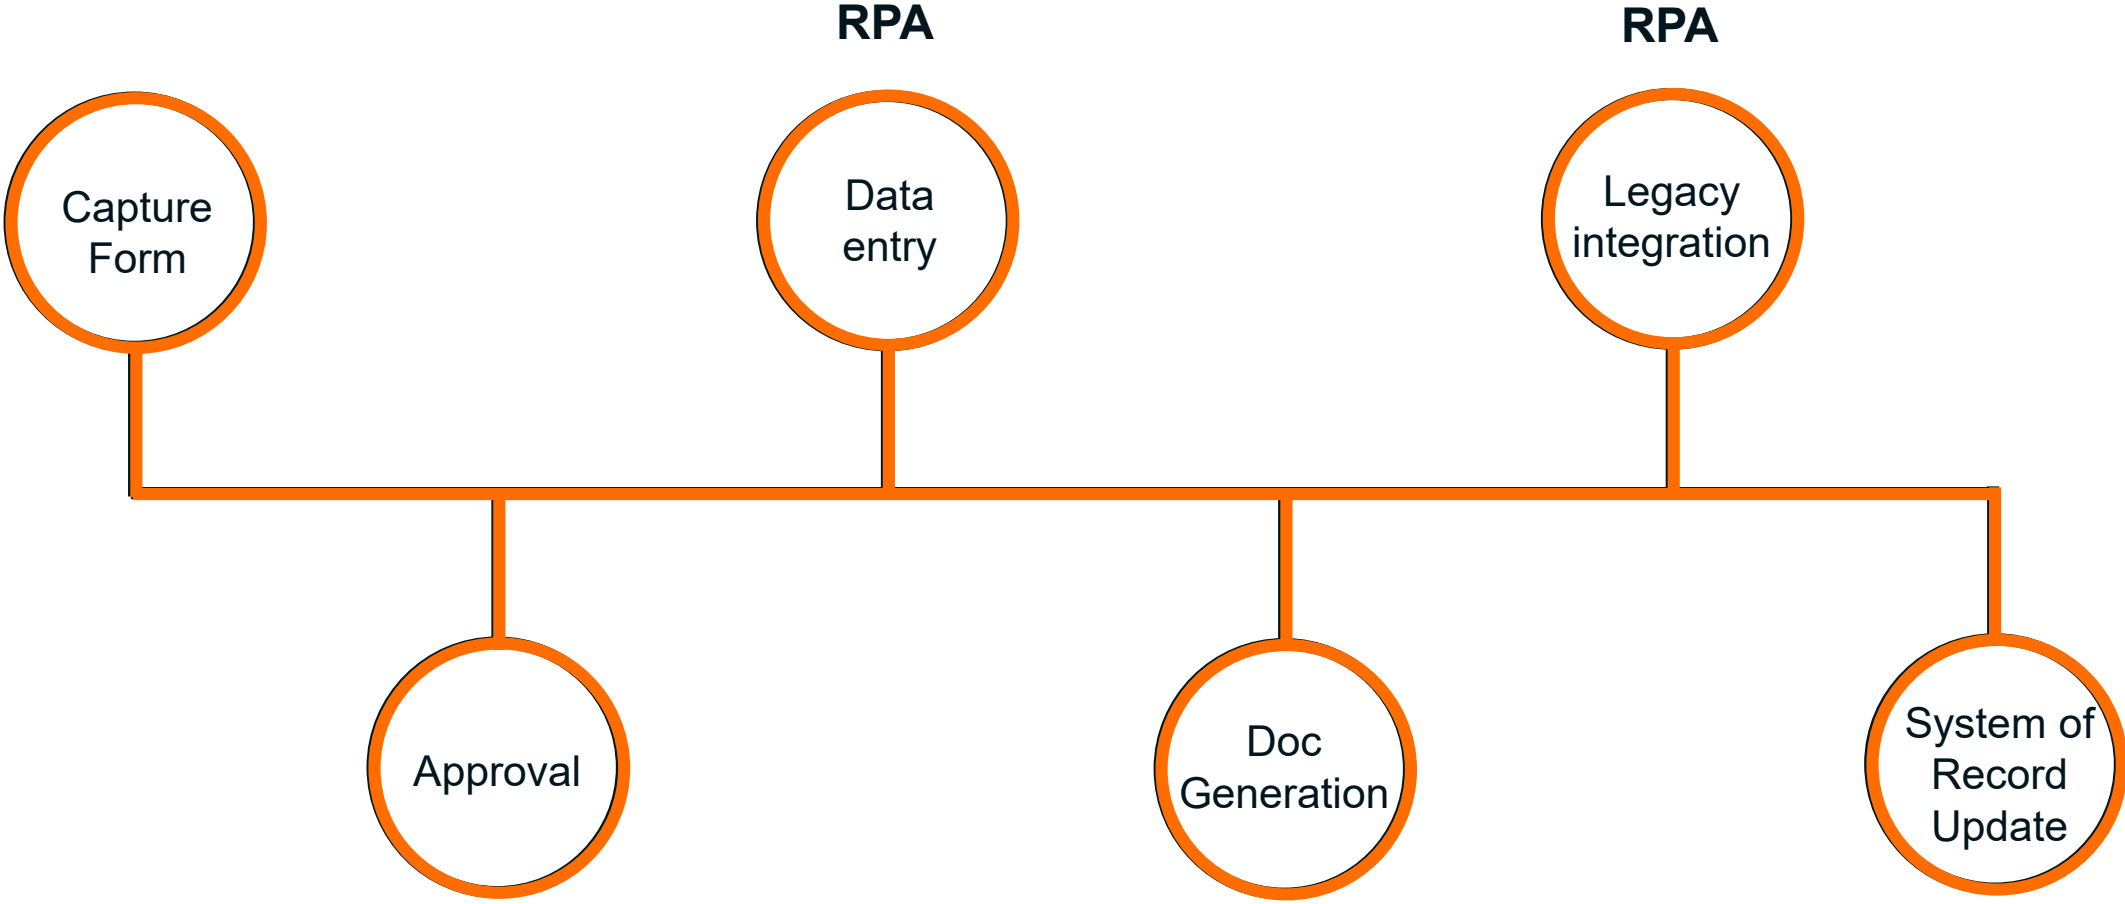 RPA
RPA
Capture
Form
Data
entry
Legacy
integration
Approval
Doc
Generation
System of
Record
Update